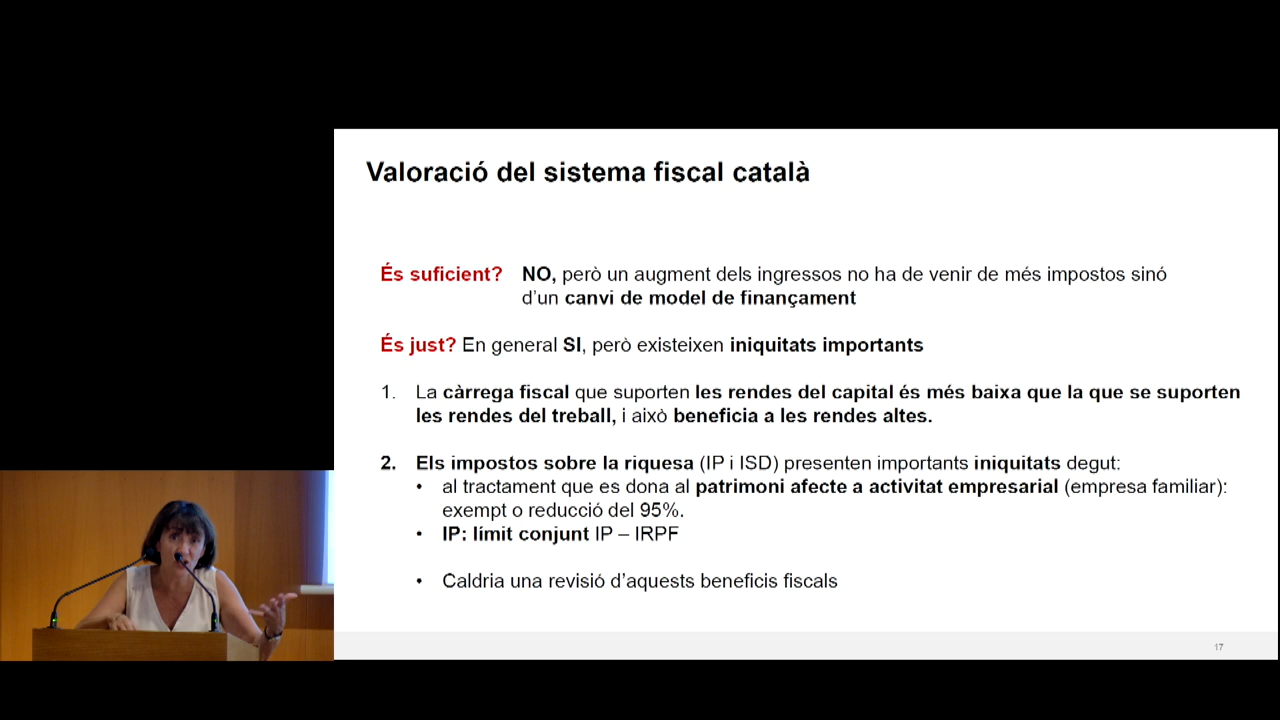 Valoració del sistema fiscal català
És suficient? NO, però un augment dels ingressos no ha de venir de més impostos sinó
d'un canvi de model de finançament
És just? En general SI, però existeixen iniquitats importants
1. La càrrega fiscal que suporten les rendes del capital és més baixa que la que se suporten
les rendes del treball, i això beneficia a les rendes altes.
2. Els impostos sobre la riquesa (IP i ISD) presenten importants iniquitats degut:
• al tractament que es dona al patrimoni afecte a activitat empresarial (empresa familiar):
exempt o reducció del 95%.
• IP: límit conjunt IP – IRPF
• Caldria una revisió d'aquests beneficis fiscals
17